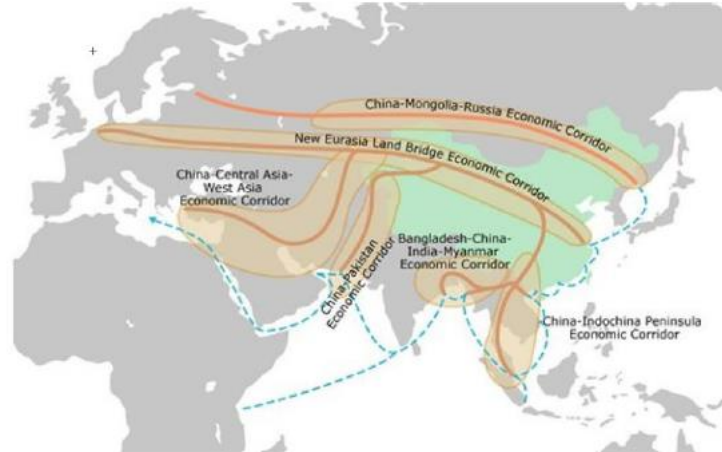 China-Mongolia-Russia Economic Corridor
New Eurasia Land Bridge Economic Corridor
China-Central Asia-
West Asia
Economic Corridor
China-Pakistan
Economic Corridor
Bangladesh-China-
India-Myanmar
Economic Corridor
China-Indochina Peninsula
Economic Corridor